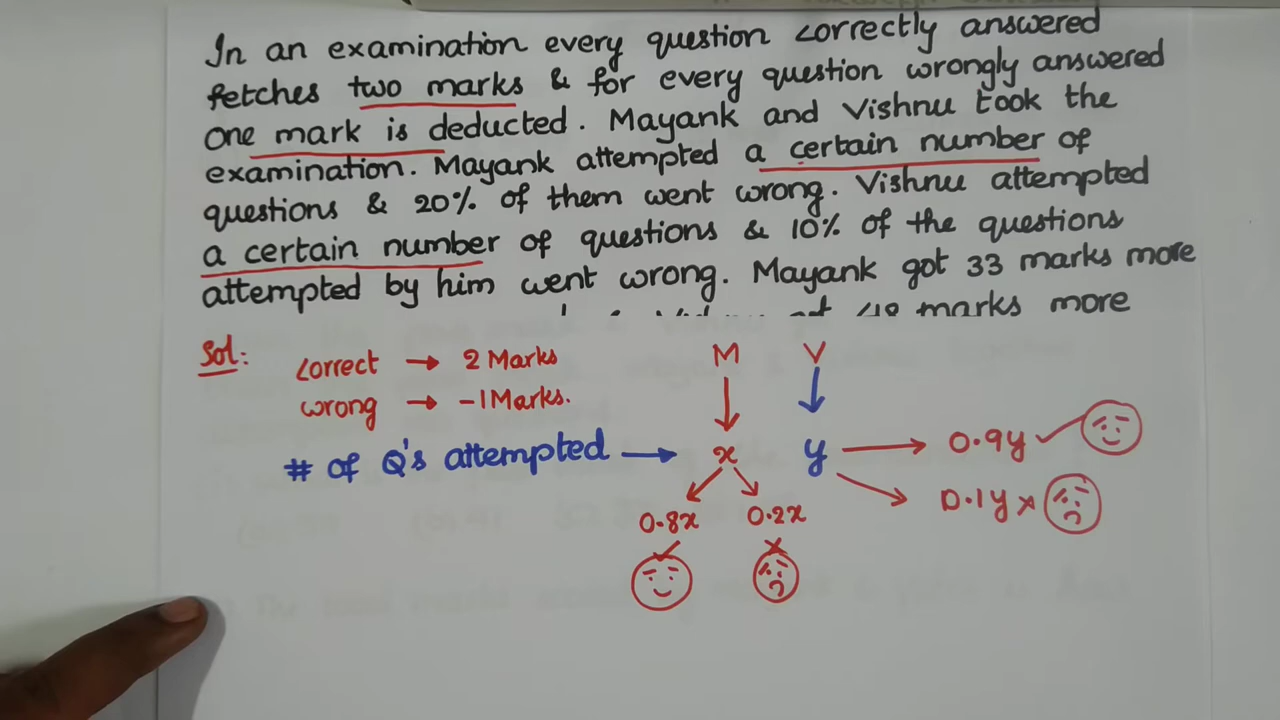 In an examination every question correctly answered
fetches two marks & for every question wrongly answered
one mark is deducted. Mayank and Vishnu took the
examination. Mayank attempted a certain number of
questions & 20% of them went wrong. Vishnu attempted
a certain number of questions & 10% of the questions
attempted by him went wrong. Mayank got 33 marks more
marks more
Sol:
correct → 2 Marks
wrong → -1 Marks.
M V
# of Q's attempted → x y → 0.9y ✓
0.1y ×
0.8x 0.2x
✓ ×